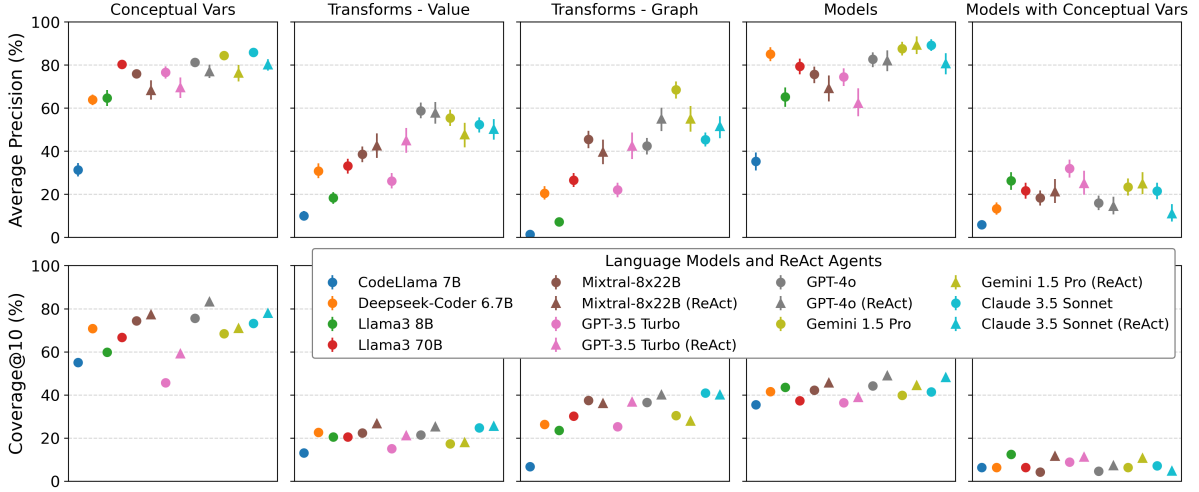 Conceptual Vars
Transforms - Value
Transforms - Graph
Models
Models with Conceptual Vars
Average Precision (%)
100
80
60
40
20
0
Language Models and ReAct Agents
CodeLlama 7B
Deepseek-Coder 6.7B
Llama3 8B
Llama3 70B
Mixtral-8x22B
Mixtral-8x22B (ReAct)
GPT-3.5 Turbo
GPT-3.5 Turbo (ReAct)
GPT-4o
GPT-4o (ReAct)
Gemini 1.5 Pro
Gemini 1.5 Pro (ReAct)
Claude 3.5 Sonnet
Claude 3.5 Sonnet (ReAct)
Coverage@10 (%)
100
80
60
40
20
0